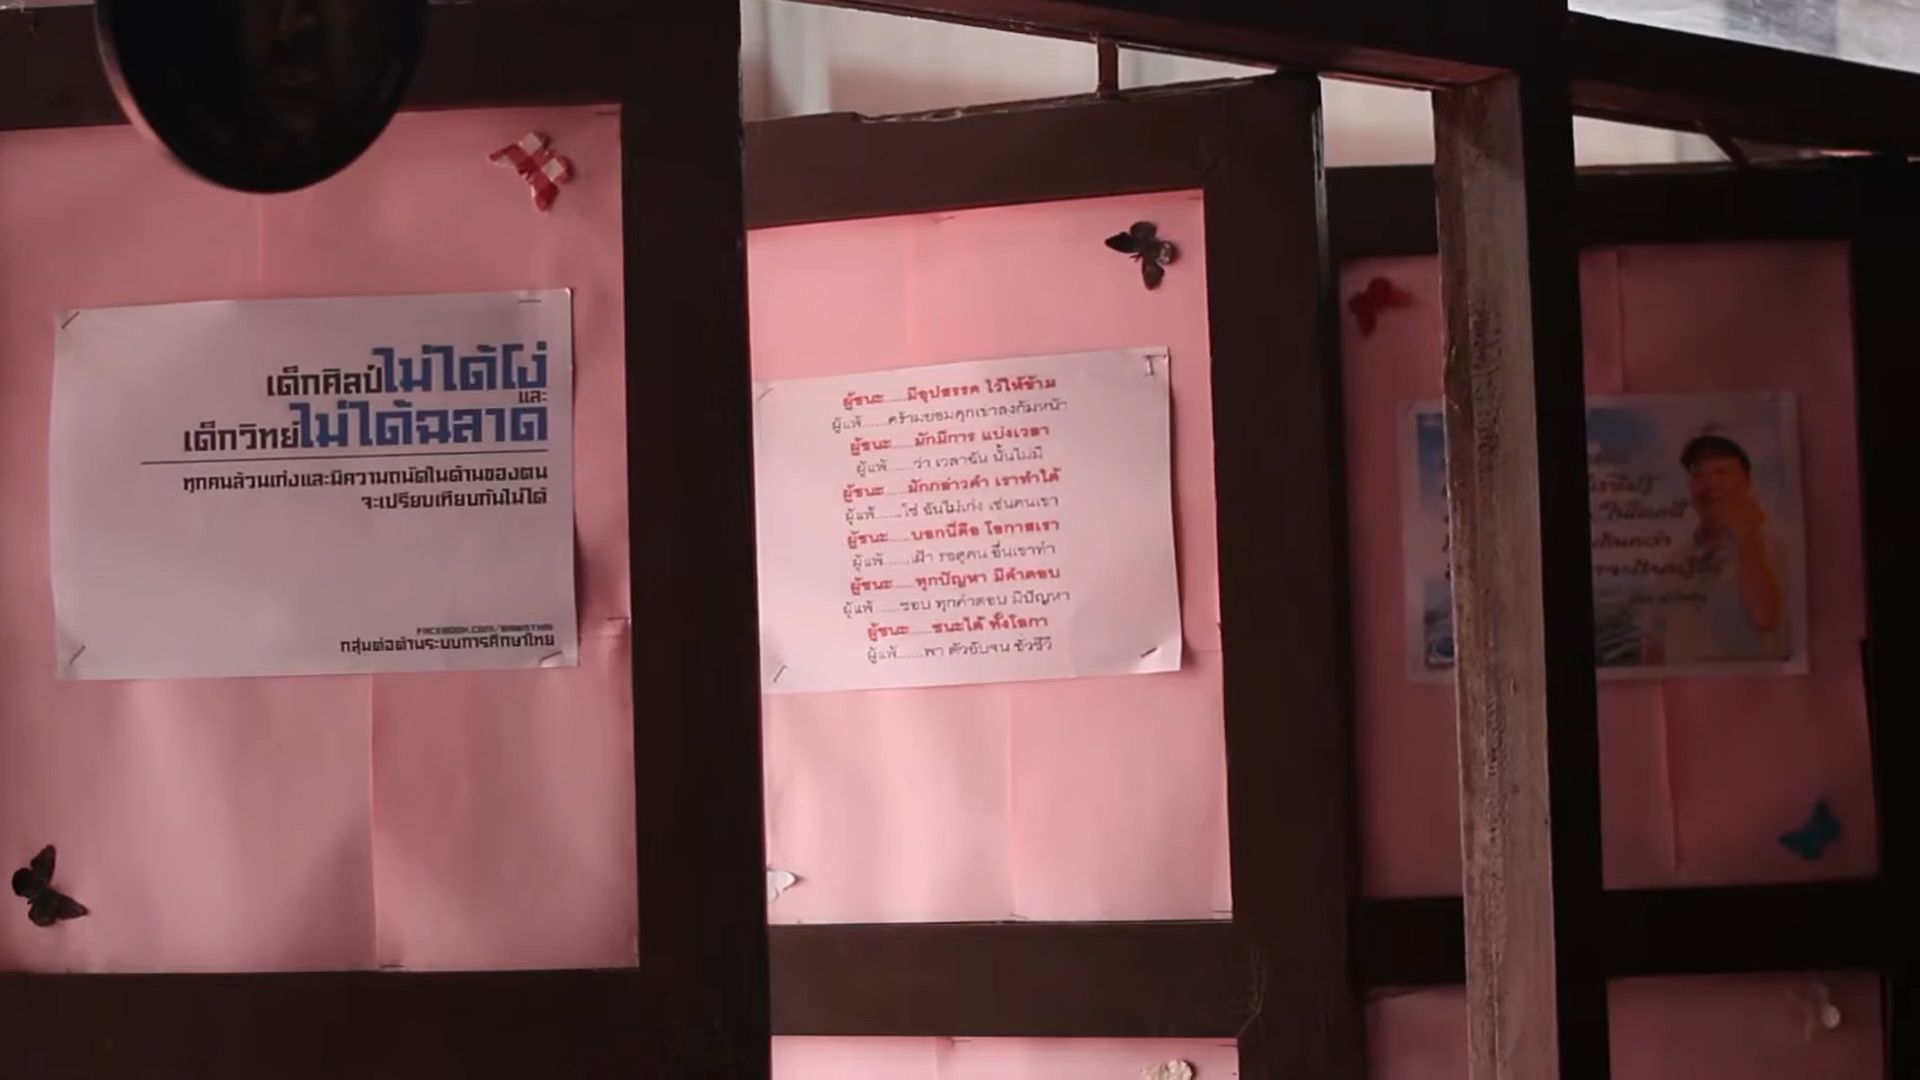 เด็กศิลป์ไม่ได้โง่
และ
เด็กวิทย์ไม่ได้ฉลาด
ทุกคนล้วนเก่งและมีความถนัดในด้านของตน
จะเปรียบเทียบกันไม่ได้
กลุ่มต่อต้านระบบการศึกษาไทย
ผู้ชนะ.....มีอุปสรรค ไว้ให้ข้าม
ผู้แพ้.......คร้ามยอมคุกเข่าลงก้มหน้า
ผู้ชนะ.....มักมีการ แบ่งเวลา
ผู้แพ้.......ว่า เวลาฉัน นั้นไม่มี
ผู้ชนะ.....มักกล่าวคำ เราทำได้
ผู้แพ้.......ใช่ ฉันไม่เก่ง เช่นคนเขา
ผู้ชนะ.....บอกนี่คือ โอกาสเรา
ผู้แพ้.......เฝ้า รอดูคน อื่นเขาทำ
ผู้ชนะ.....ทุกปัญหา มีคำตอบ
ผู้แพ้.......ชอบ ทุกคำตอบ มีปัญหา
ผู้ชนะ.....ชนะได้ ทั้งโลกา
ผู้แพ้.......พา ตัวอับจน ชั่วชีวี